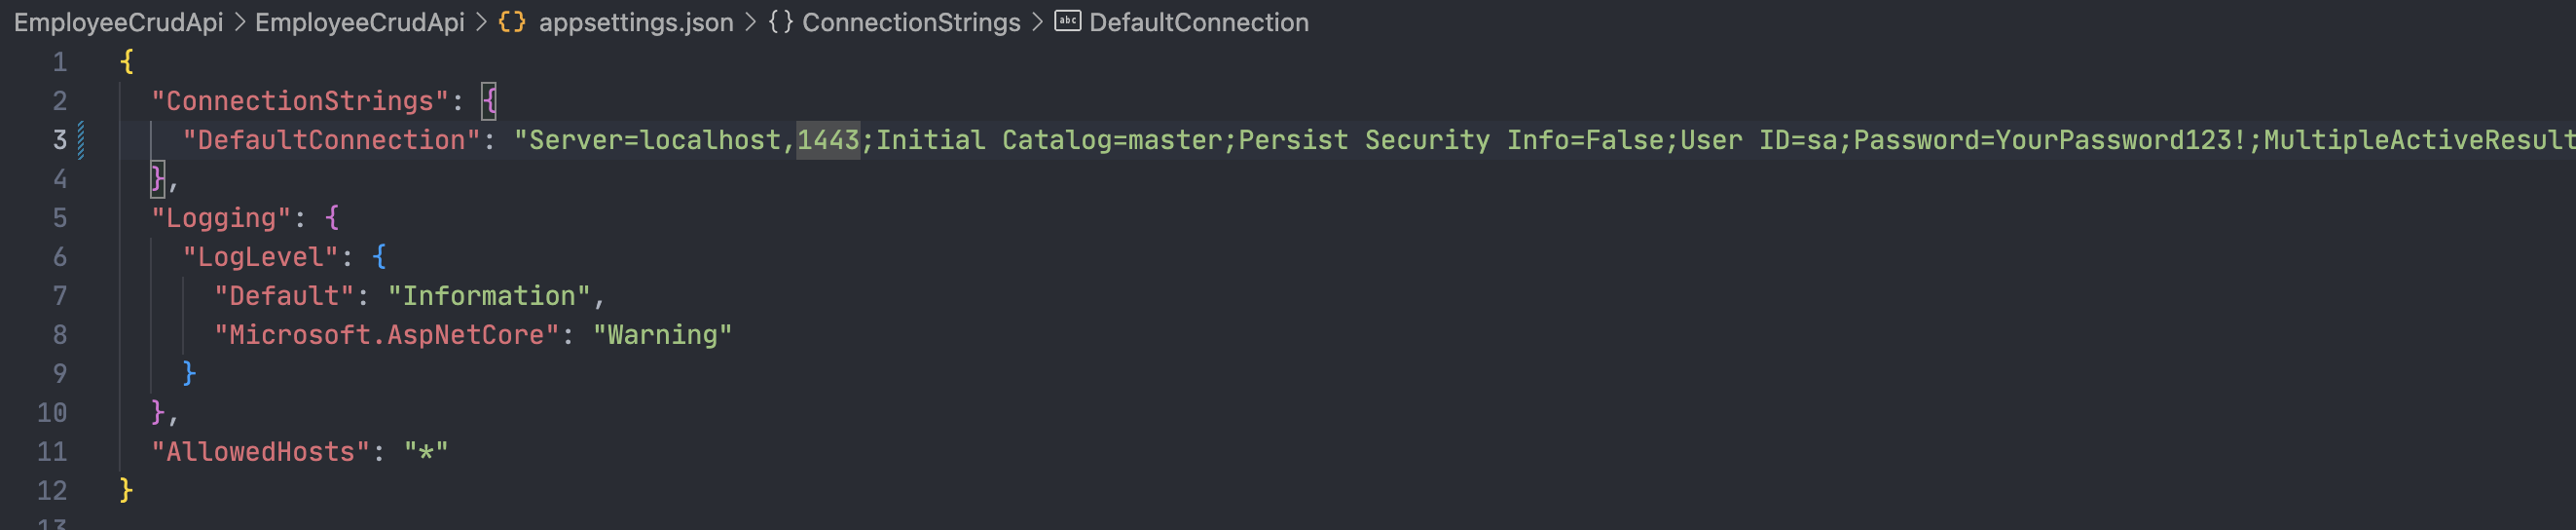 EmployeeCrudApi > EmployeeCrudApi > {} appsettings.json > {} ConnectionStrings > abc DefaultConnection
1 {
2 "ConnectionStrings": {
3 "DefaultConnection": "Server=localhost,1443;Initial Catalog=master;Persist Security Info=False;User ID=sa;Password=YourPassword123!;MultipleActiveResult
4 },
5 "Logging": {
6 "LogLevel": {
7 "Default": "Information",
8 "Microsoft.AspNetCore": "Warning"
9 }
10 },
11 "AllowedHosts": "*"
12 }
13